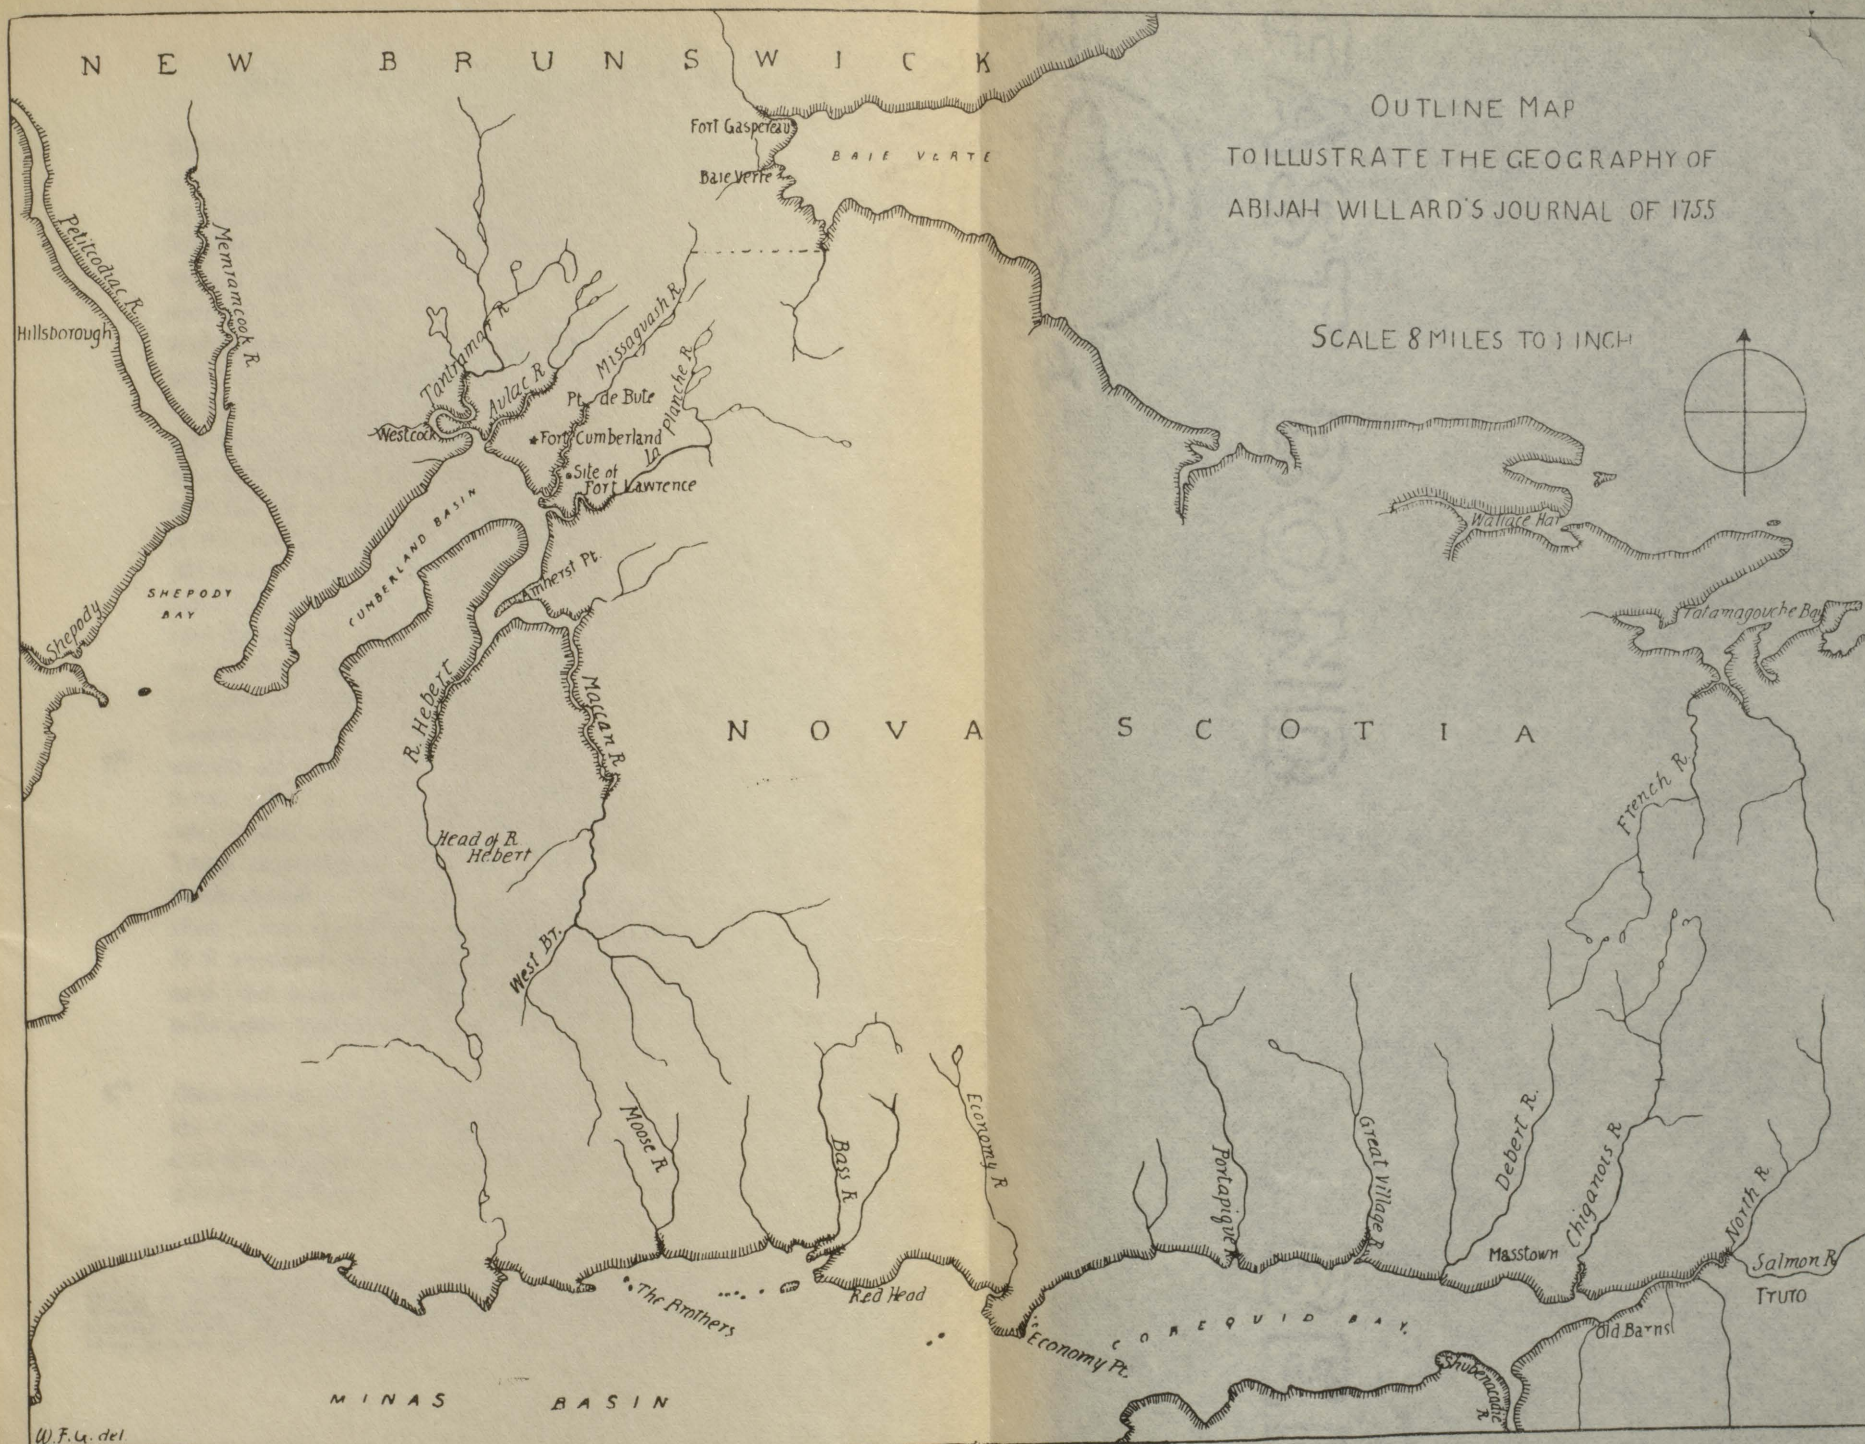 NEW BRUNSWICK
OUTLINE MAP
TO ILLUSTRATE THE GEOGRAPHY OF
ABIJAH WILLARD'S JOURNAL OF 1755
SCALE 8 MILES TO 1 INCH
Fort Gaspereau
BAIE VERTE
Baie Verte
Petitcodiac R
Memramcook R
Hillsborough
Tantramar R
Aulac R
Missaguash R
La Planche R
Pt. de Bute
Westcock
Fort Cumberland
Site of
Fort Lawrence
CUMBERLAND BASIN
Wallace Har
SHEPODY
BAY
Shepody
Amherst Pt.
Tatamagouche Bay
R. Hebert
Maccan R
NOVA SCOTIA
French R
Head of R
Hebert
West Br.
Moose R
Bass R
Economy R
Portapique R
Great Village R
Debert R.
Chiganois R
North R
Masstown
Salmon R
Truro
Old Barns
The Brothers
Red Head
Economy Pt.
COBEQUID BAY.
Shubenacadie
R
MINAS BASIN
W.F.G. del